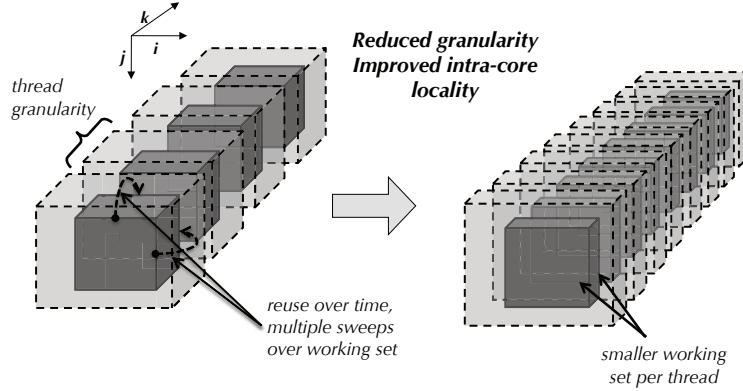 k
j
i
thread
granularity
Reduced granularity
Improved intra-core
locality
reuse over time,
multiple sweeps
over working set
smaller working
set per thread